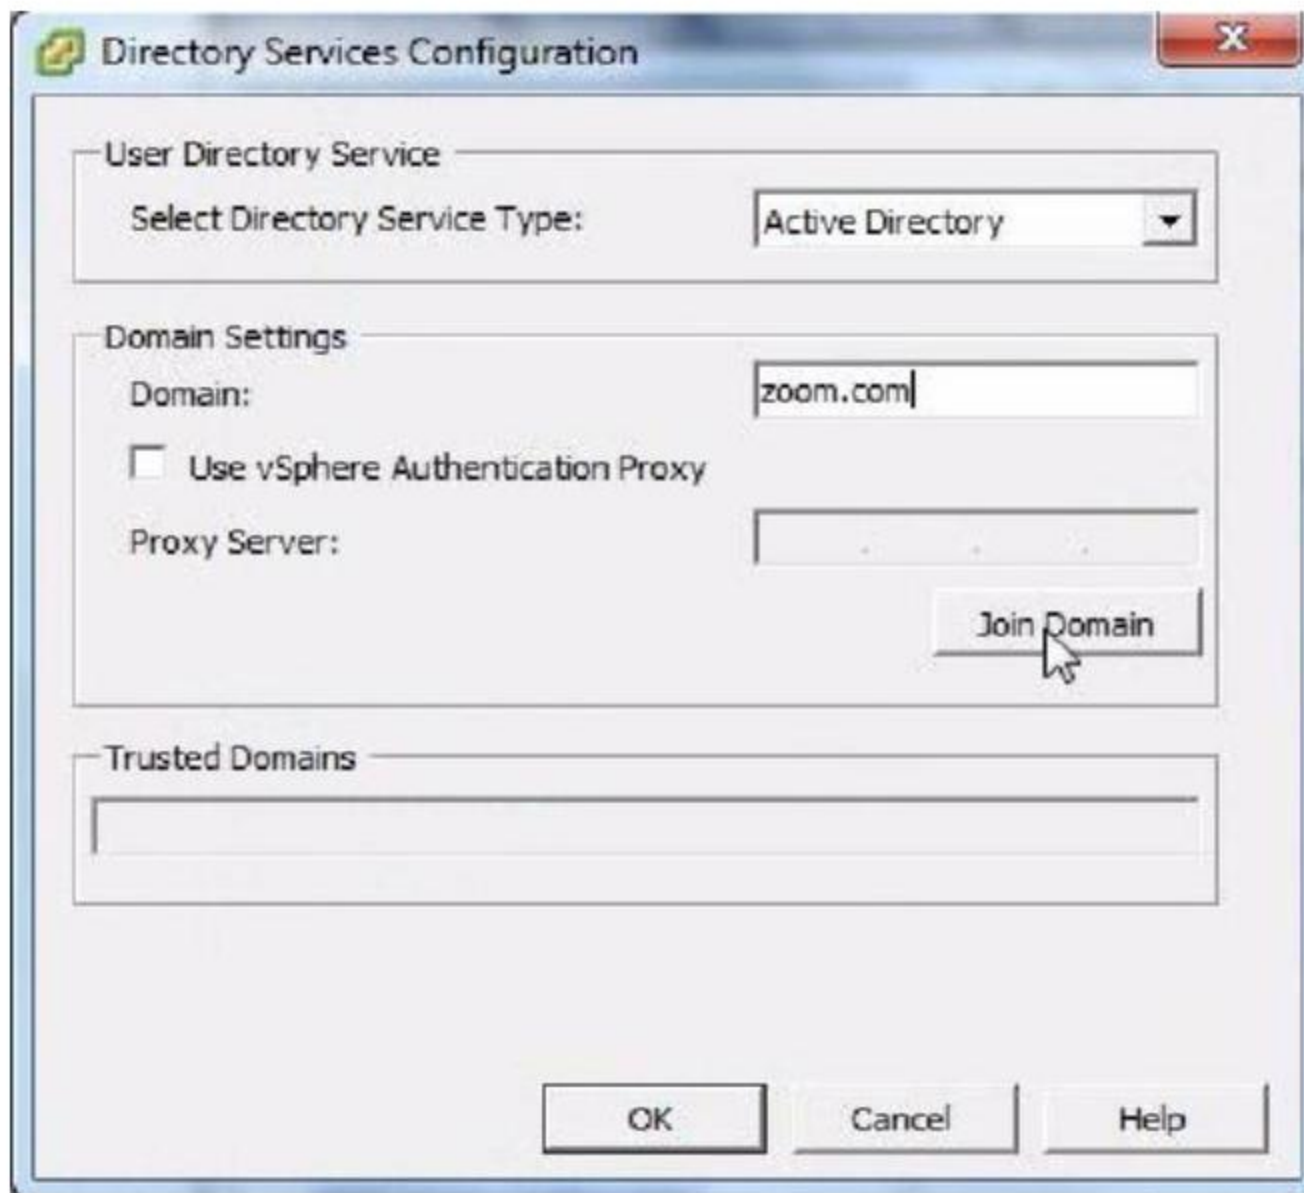 Directory Services Configuration
User Directory Service
Select Directory Service Type: Active Directory
Domain Settings
Domain: zoom.com
Use vSphere Authentication Proxy
Proxy Server: . . .
Join Domain
Trusted Domains
OK Cancel Help